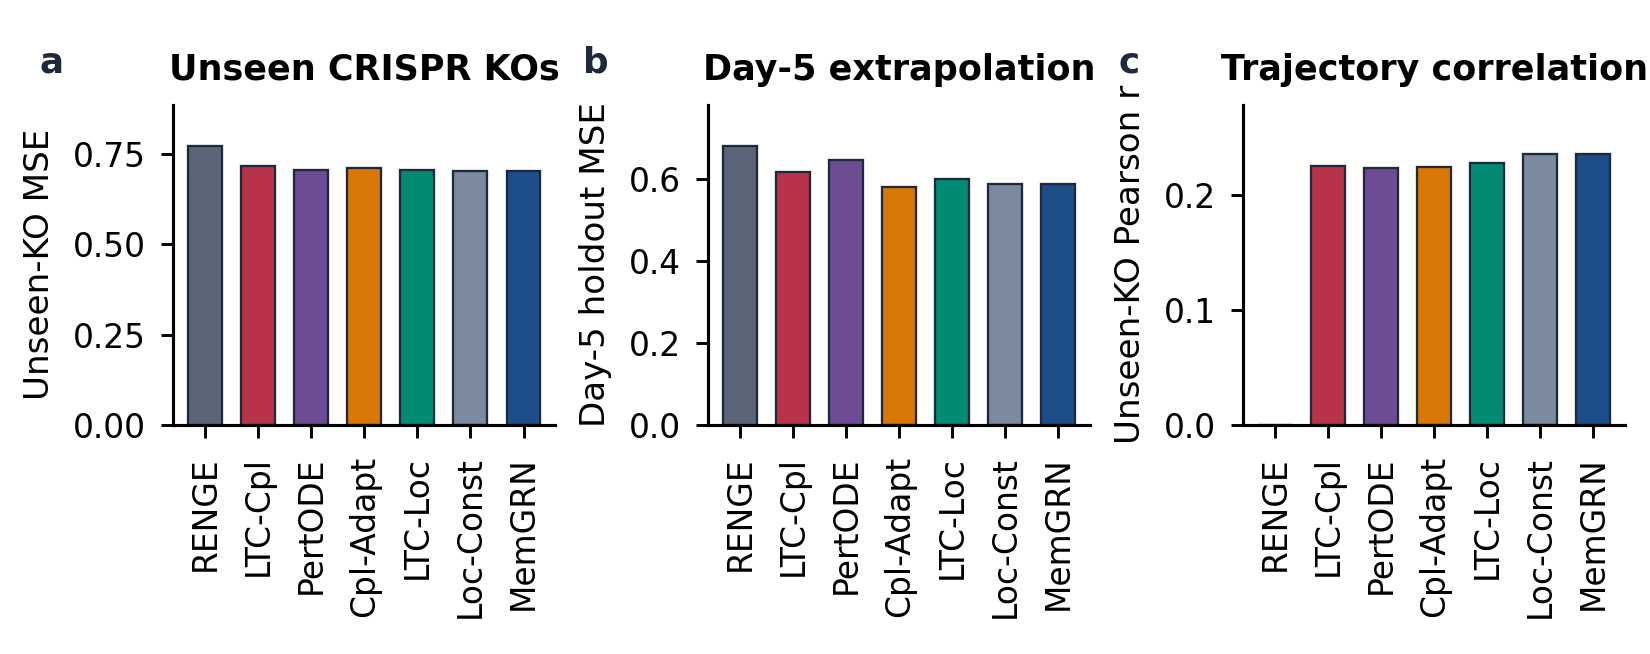 a
Unseen CRISPR KOs
Unseen-KO MSE
0.75
0.50
0.25
0.00
RENGE
LTC-Cpl
PertODE
Cpl-Adapt
LTC-Loc
Loc-Const
MemGRN
b
Day-5 extrapolation
Day-5 holdout MSE
0.6
0.4
0.2
0.0
RENGE
LTC-Cpl
PertODE
Cpl-Adapt
LTC-Loc
Loc-Const
MemGRN
c
Trajectory correlation
Unseen-KO Pearson r
0.2
0.1
0.0
RENGE
LTC-Cpl
PertODE
Cpl-Adapt
LTC-Loc
Loc-Const
MemGRN